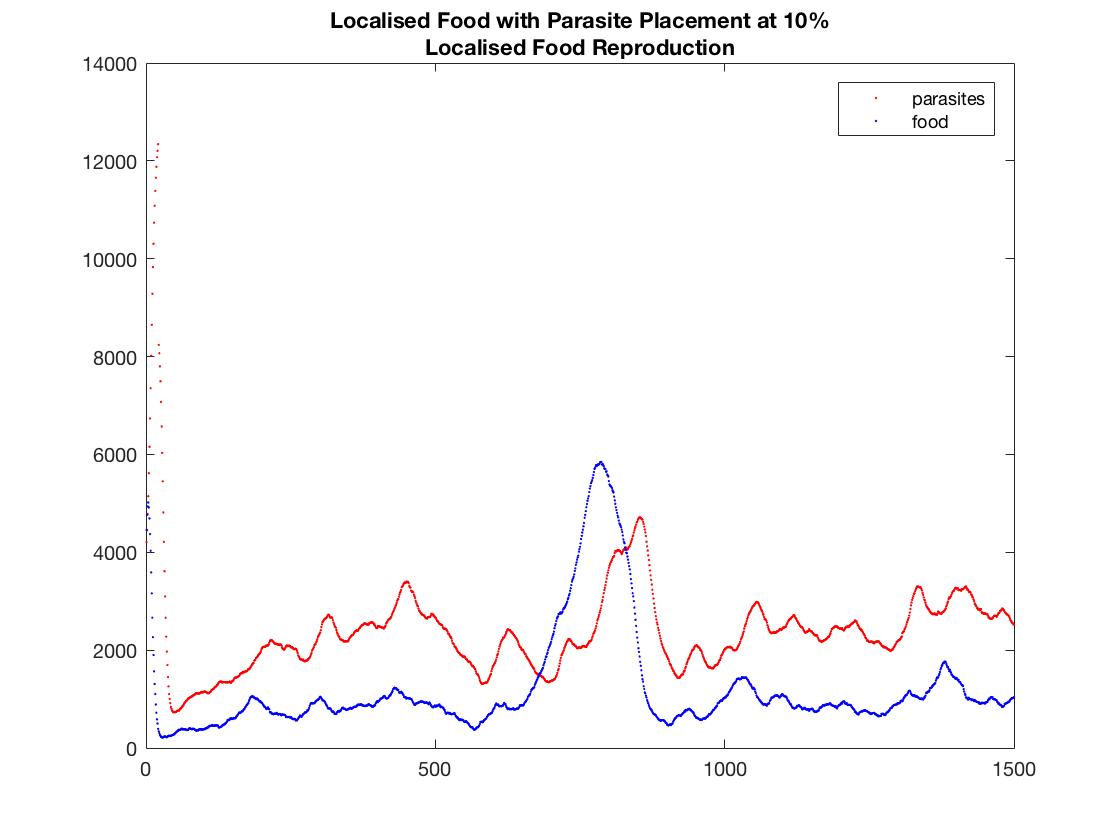 Localised Food with Parasite Placement at 10%
Localised Food Reproduction
14000
12000
10000
8000
6000
4000
2000
0
0 500 1000 1500
parasites
food